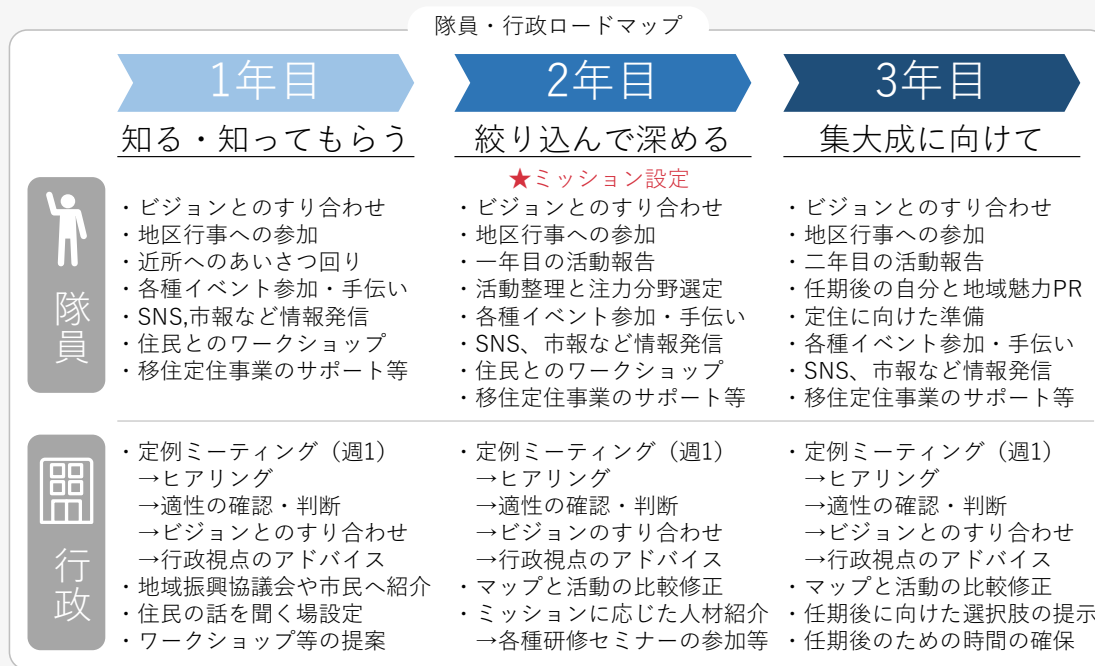 隊員・行政ロードマップ
1年目
2年目
3年目
知る・知ってもらう
絞り込んで深める
集大成に向けて
★ミッション設定
隊員
・ビジョンとのすり合わせ
・地区行事への参加
・近所へのあいさつ回り
・各種イベント参加・手伝い
・SNS,市報など情報発信
・住民とのワークショップ
・移住定住事業のサポート等
・ビジョンとのすり合わせ
・地区行事への参加
・一年目の活動報告
・活動整理と注力分野選定
・各種イベント参加・手伝い
・SNS、市報など情報発信
・住民とのワークショップ
・移住定住事業のサポート等
・ビジョンとのすり合わせ
・地区行事への参加
・二年目の活動報告
・任期後の自分と地域魅力PR
・定住に向けた準備
・各種イベント参加・手伝い
・SNS、市報など情報発信
・移住定住事業のサポート等
行政
・定例ミーティング（週1）
→ヒアリング
→適性の確認・判断
→ビジョンとのすり合わせ
→行政視点のアドバイス
・地域振興協議会や市民へ紹介
・住民の話を聞く場設定
・ワークショップ等の提案
・定例ミーティング（週1）
→ヒアリング
→適性の確認・判断
→ビジョンのすり合わせ
→行政視点のアドバイス
・マップと活動の比較修正
・ミッションに応じた人材紹介
→各種研修セミナーの参加等
・定例ミーティング（週1）
→ヒアリング
→適性の確認・判断
→ビジョンとのすり合わせ
→行政視点のアドバイス
・マップと活動の比較修正
・任期後に向けた選択肢の提示
・任期後のための時間の確保